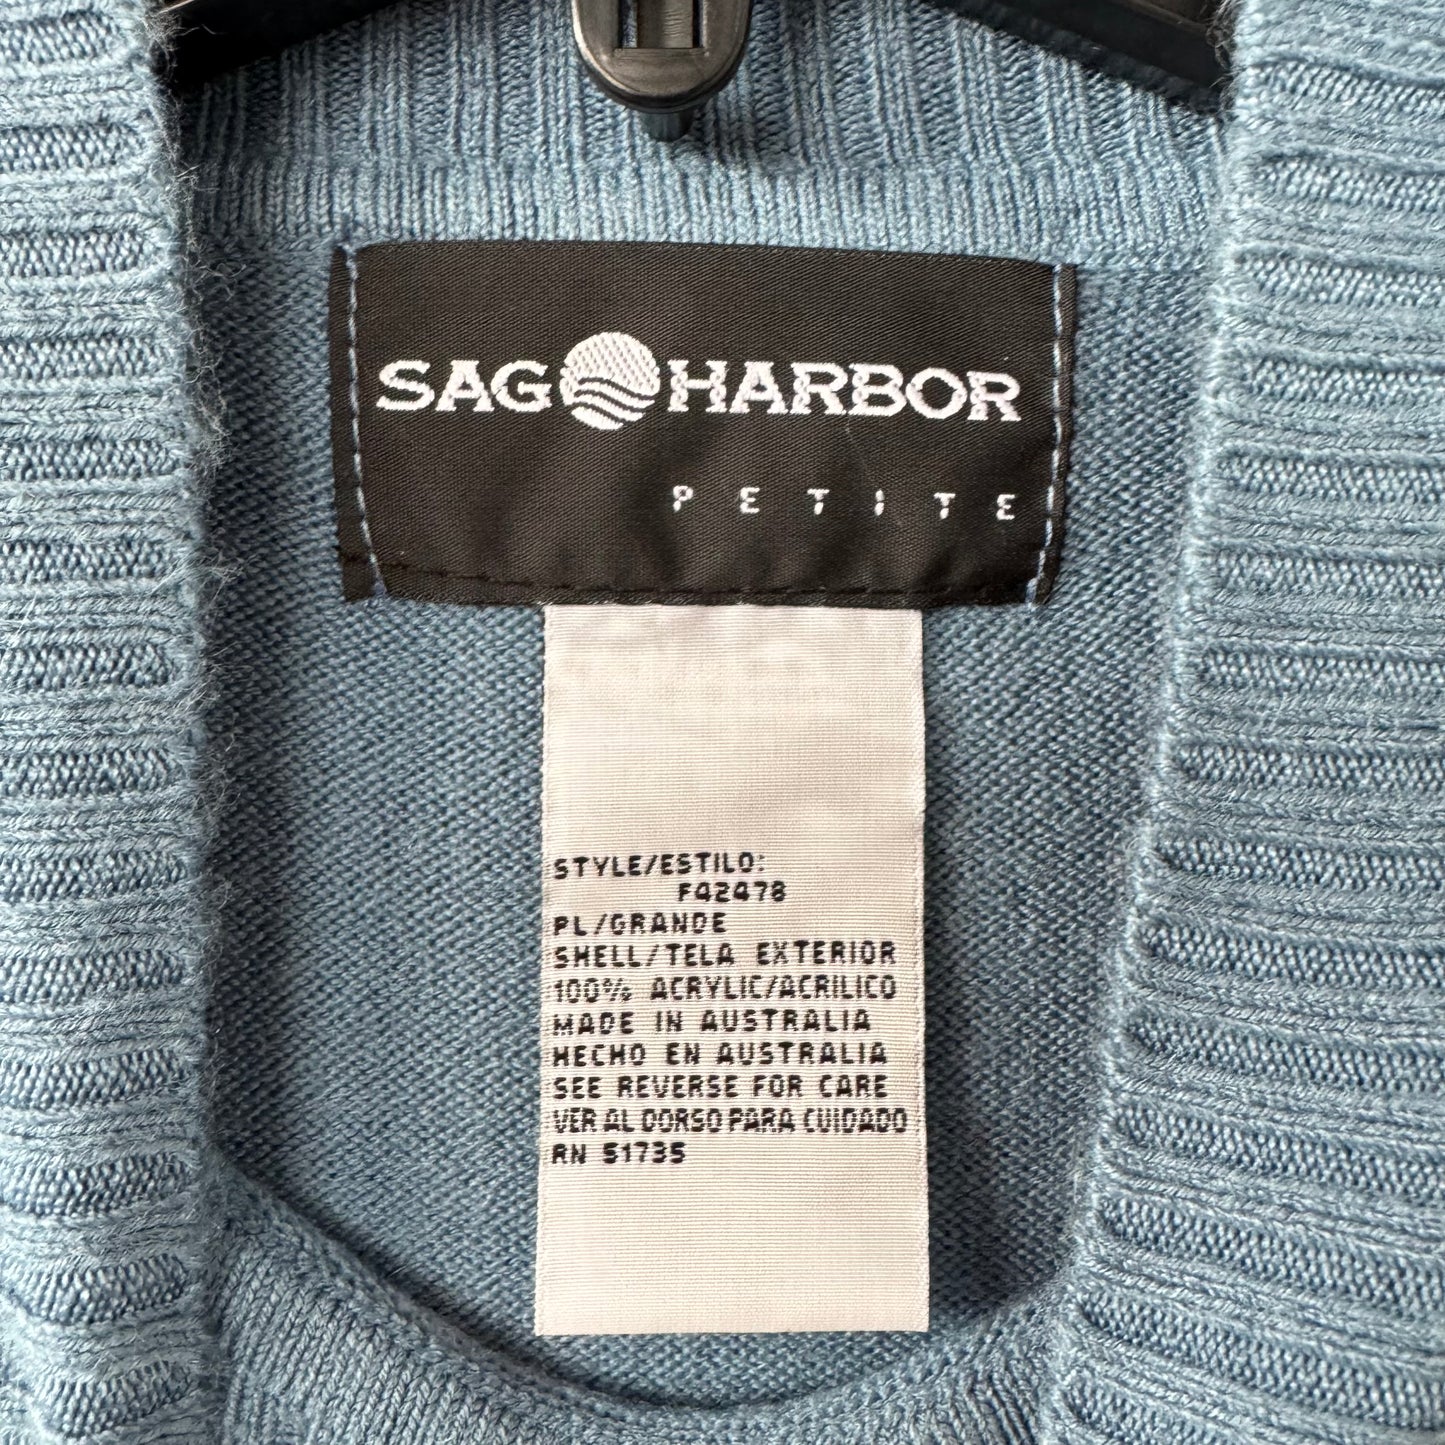 SAG HARBOR
PETITE
STYLE/ESTILO:
F42478
PL/GRANDE
SHELL/TELA EXTERIOR
100% ACRYLIC/ACRILICO
MADE IN AUSTRALIA
HECHO EN AUSTRALIA
SEE REVERSE FOR CARE
VER AL DORSO PARA CUIDADO
RN 51735